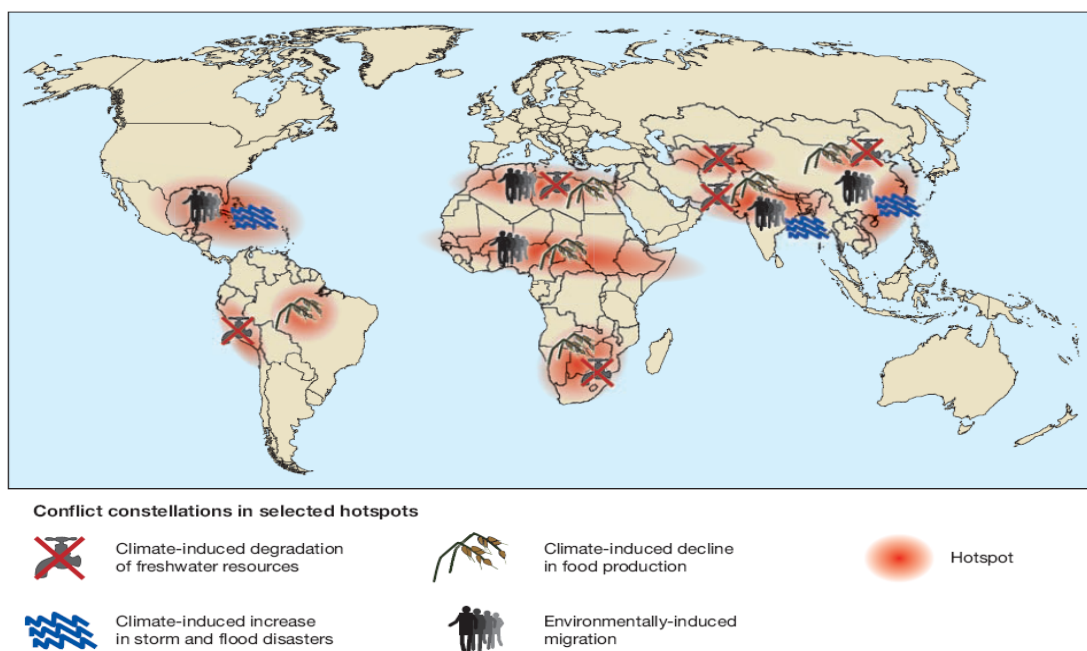 Conflict constellations in selected hotspots
Climate-induced degradation
of freshwater resources
Climate-induced decline
in food production
Hotspot
Climate-induced increase
in storm and flood disasters
Environmentally-induced
migration